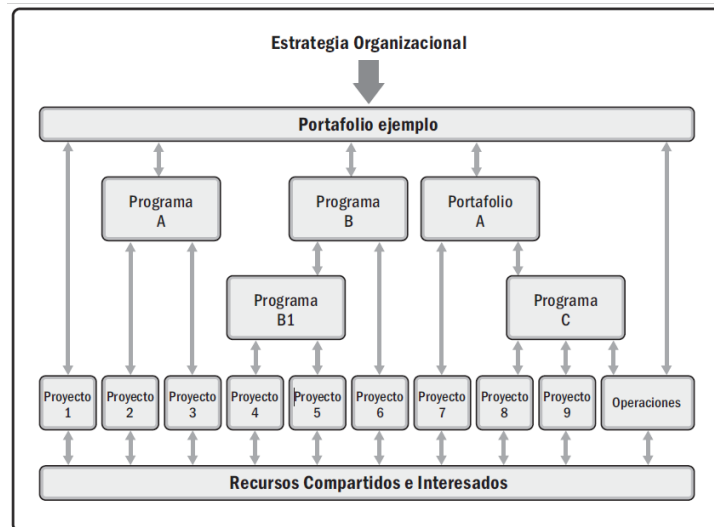 Estrategia Organizacional
Portafolio ejemplo
Programa
A
Programa
B
Portafolio
A
Programa
B1
Programa
C
Proyecto
1
Proyecto
2
Proyecto
3
Proyecto
4
Proyecto
5
Proyecto
6
Proyecto
7
Proyecto
8
Proyecto
9
Operaciones
Recursos Compartidos e Interesados